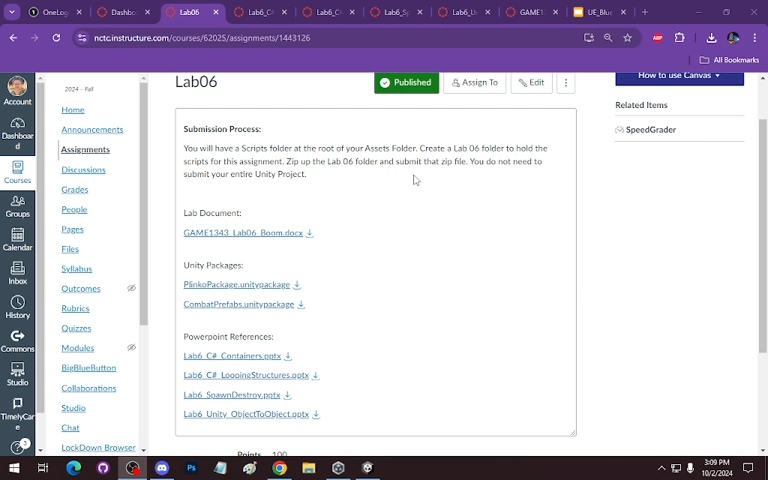 OneLog
Dashbo
Lab06
Lab6_C
Lab6_C
Lab6_S
Lab6_U
GAME1
UE_Blue
nctc.instructure.com/courses/62025/assignments/1443126
ABP
All Bookmarks
Account
Dashboar
d
Courses
Groups
Calendar
Inbox
History
Commons
Studio
TimelyCar
e
3
2024 - Fall
Home
Announcements
Assignments
Discussions
Grades
People
Pages
Files
Syllabus
Outcomes
Rubrics
Quizzes
Modules
BigBlueButton
Collaborations
Studio
Chat
LockDown Browser
Lab06
Published
Assign To
Edit
Submission Process:
You will have a Scripts folder at the root of your Assets Folder. Create a Lab 06 folder to hold the
scripts for this assignment. Zip up the Lab 06 folder and submit that zip file. You do not need to
submit your entire Unity Project.
Lab Document:
GAME1343_Lab06_Boom.docx
Unity Packages:
PlinkoPackage.unitypackage
CombatPrefabs.unitypackage
Powerpoint References:
Lab6_C#_Containers.pptx
Lab6_C#_LoopingStructures.pptx
Lab6_SpawnDestroy.pptx
Lab6_Unity_ObjectToObject.pptx
Points 100
How to use Canvas
Related Items
SpeedGrader
Ps
3:09 PM
10/2/2024